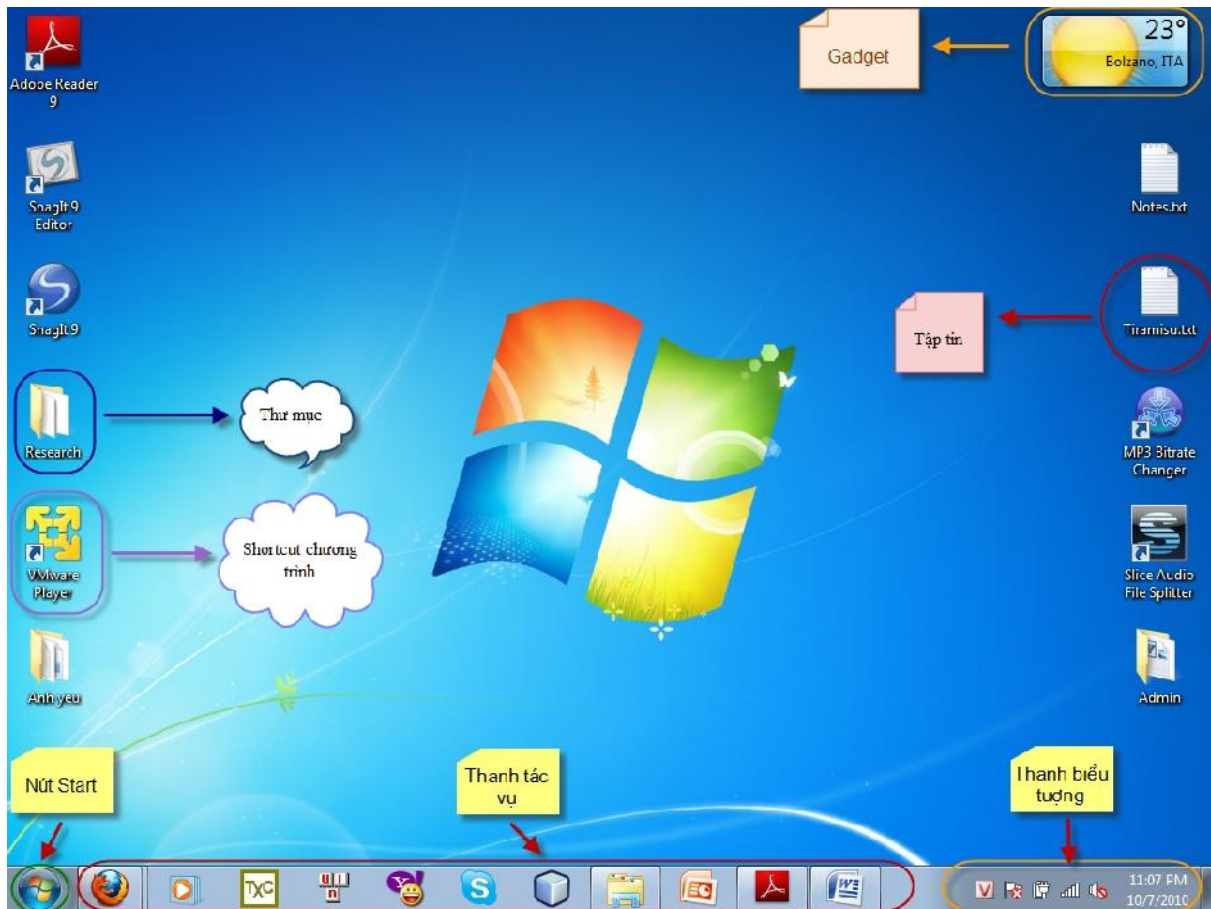 Adobe Reader
9
Gadget
23°
Bolzano, ITA
SnagIt 9
Editor
Notes.txt
SnagIt 9
Tập tin
Tiramisu.txt
Research
Thư mục
MP3 Bitrate
Changer
VMware
Player
Shortcut chương
trình
Slice Audio
File Splitter
Anh yeu
Admin
Nút Start
Thanh tác
vụ
Thanh biểu
tượng
TXC
U I
n
V
11:07 PM
10/7/2010